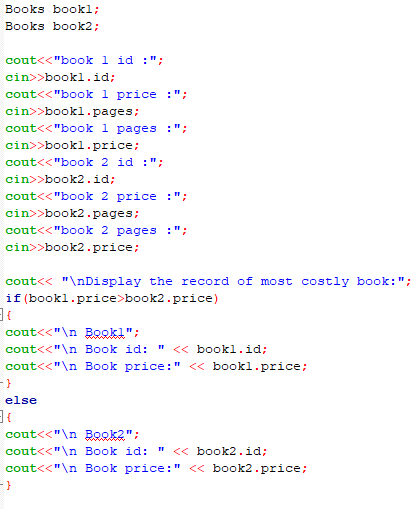 Books book1;
Books book2;
cout<<"book 1 id :";
cin>>book1.id;
cout<<"book 1 price :";
cin>>book1.pages;
cout<<"book 1 pages :";
cin>>book1.price;
cout<<"book 2 id :";
cin>>book2.id;
cout<<"book 2 price :";
cin>>book2.pages;
cout<<"book 2 pages :";
cin>>book2.price;
cout<< "\nDisplay the record of most costly book:";
if(book1.price>book2.price)
{
cout<<"\n Book1";
cout<<"\n Book id: " << book1.id;
cout<<"\n Book price:" << book1.price;
}
else
{
cout<<"\n Book2";
cout<<"\n Book id: " << book2.id;
cout<<"\n Book price:" << book2.price;
}